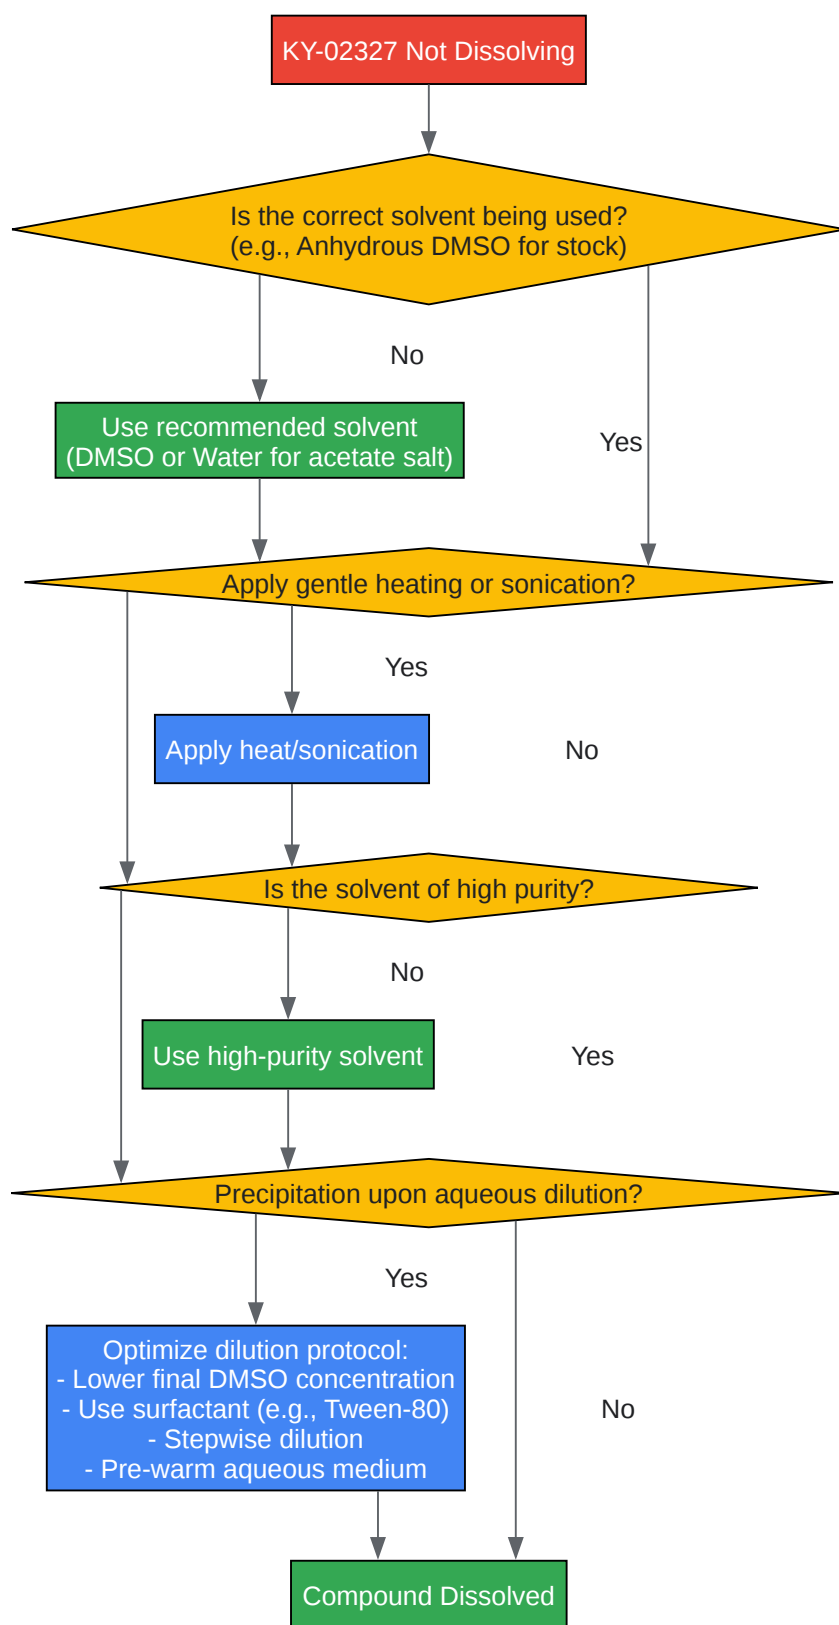 KY-02327 Not Dissolving
Is the correct solvent being used?
(e.g., Anhydrous DMSO for stock)
No
Use recommended solvent
(DMSO or Water for acetate salt)
Yes
Apply gentle heating or sonication?
Yes
Apply heat/sonication
No
Is the solvent of high purity?
No
Use high-purity solvent
Yes
Precipitation upon aqueous dilution?
Yes
Optimize dilution protocol:
- Lower final DMSO concentration
- Use surfactant (e.g., Tween-80)
- Stepwise dilution
- Pre-warm aqueous medium
No
Compound Dissolved